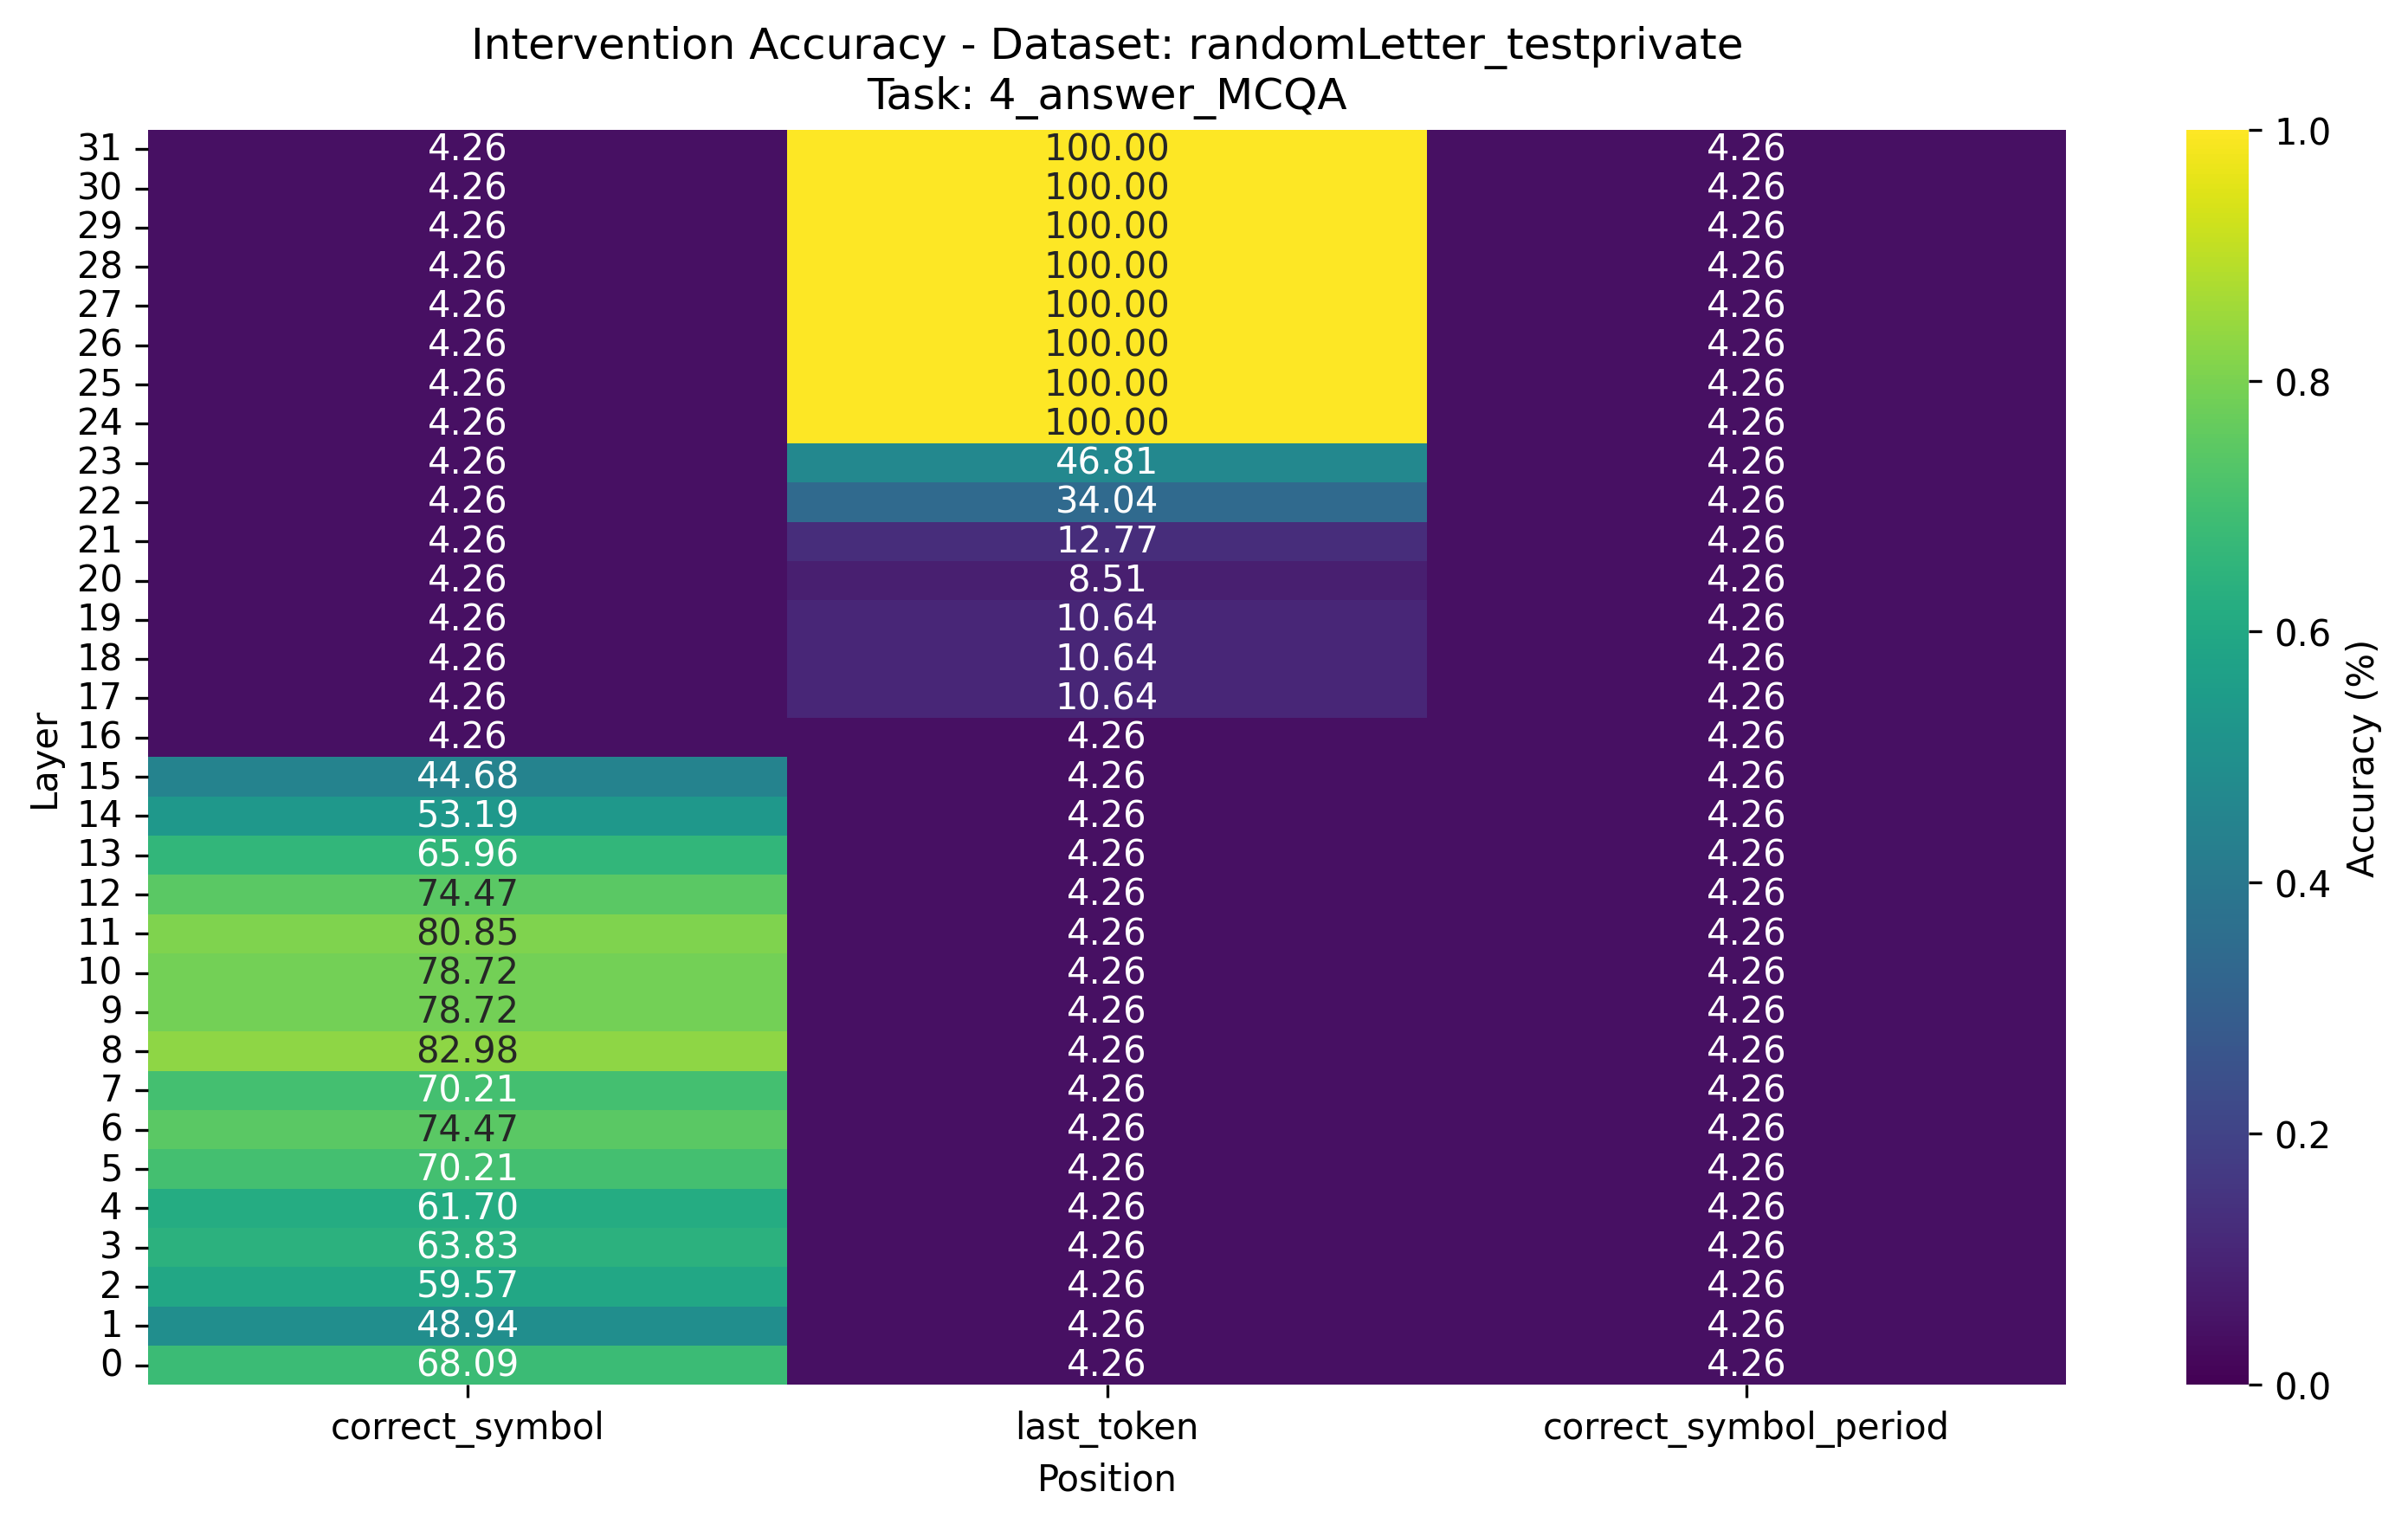 Intervention Accuracy - Dataset: randomLetter_testprivate
Task: 4_answer_MCQA
31 4.26 100.00 4.26
30 4.26 100.00 4.26
29 4.26 100.00 4.26
28 4.26 100.00 4.26
27 4.26 100.00 4.26
26 4.26 100.00 4.26
25 4.26 100.00 4.26
24 4.26 100.00 4.26
23 4.26 46.81 4.26
22 4.26 34.04 4.26
21 4.26 12.77 4.26
20 4.26 8.51 4.26
19 4.26 10.64 4.26
18 4.26 10.64 4.26
17 4.26 10.64 4.26
16 4.26 4.26 4.26
15 44.68 4.26 4.26
14 53.19 4.26 4.26
13 65.96 4.26 4.26
12 74.47 4.26 4.26
11 80.85 4.26 4.26
10 78.72 4.26 4.26
9 78.72 4.26 4.26
8 82.98 4.26 4.26
7 70.21 4.26 4.26
6 74.47 4.26 4.26
5 70.21 4.26 4.26
4 61.70 4.26 4.26
3 63.83 4.26 4.26
2 59.57 4.26 4.26
1 48.94 4.26 4.26
0 68.09 4.26 4.26
correct_symbol last_token correct_symbol_period
Position
Layer
1.0
0.8
0.6
0.4
0.2
0.0
Accuracy (%)